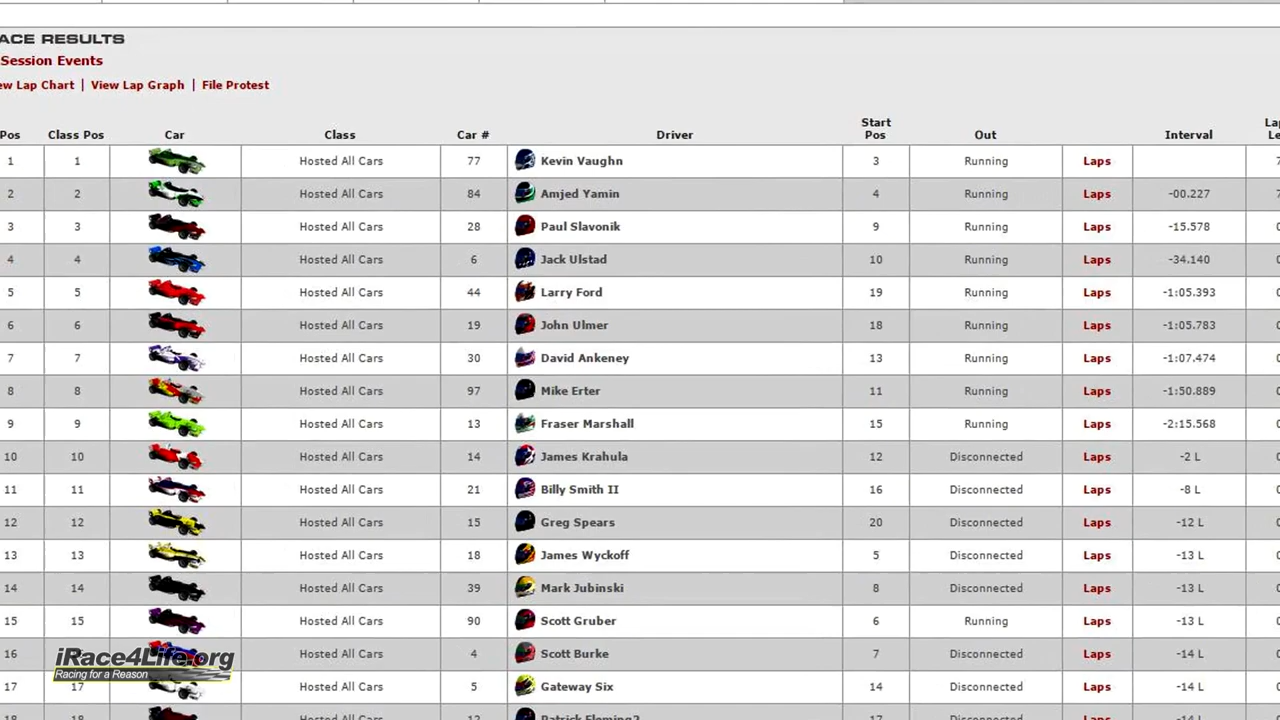 ACE RESULTS
Session Events
ew Lap Chart | View Lap Graph | File Protest
Pos Class Pos Car Class Car # Driver Start Pos Out Interval
1 1 Hosted All Cars 77 Kevin Vaughn 3 Running Laps
2 2 Hosted All Cars 84 Amjed Yamin 4 Running Laps -00.227
3 3 Hosted All Cars 28 Paul Slavonik 9 Running Laps -15.578
4 4 Hosted All Cars 6 Jack Ulstad 10 Running Laps -34.140
5 5 Hosted All Cars 44 Larry Ford 19 Running Laps -1:05.393
6 6 Hosted All Cars 19 John Ulmer 18 Running Laps -1:05.783
7 7 Hosted All Cars 30 David Ankeney 13 Running Laps -1:07.474
8 8 Hosted All Cars 97 Mike Erter 11 Running Laps -1:50.889
9 9 Hosted All Cars 13 Fraser Marshall 15 Running Laps -2:15.568
10 10 Hosted All Cars 14 James Krahula 12 Disconnected Laps -2 L
11 11 Hosted All Cars 21 Billy Smith II 16 Disconnected Laps -8 L
12 12 Hosted All Cars 15 Greg Spears 20 Disconnected Laps -12 L
13 13 Hosted All Cars 18 James Wyckoff 5 Disconnected Laps -13 L
14 14 Hosted All Cars 39 Mark Jubinski 8 Disconnected Laps -13 L
15 15 Hosted All Cars 90 Scott Gruber 6 Running Laps -13 L
16 Hosted All Cars 4 Scott Burke 7 Disconnected Laps -14 L
17 17 Hosted All Cars 5 Gateway Six 14 Disconnected Laps -14 L
iRace4Life.org
Racing for a Reason